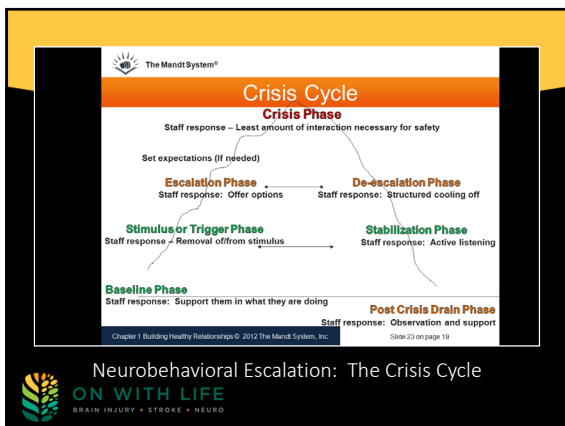 The Mandt System®
Crisis Cycle
Crisis Phase
Staff response – Least amount of interaction necessary for safety
Set expectations (If needed)
Escalation Phase
Staff response: Offer options
De-escalation Phase
Staff response: Structured cooling off
Stimulus or Trigger Phase
Staff response – Removal of/from stimulus
Stabilization Phase
Staff response: Active listening
Baseline Phase
Staff response: Support them in what they are doing
Post Crisis Drain Phase
Staff response: Observation and support
Chapter 1 Building Healthy Relationships © 2012 The Mandt System, Inc.
Slide 23 on page 19
Neurobehavioral Escalation: The Crisis Cycle
ON WITH LIFE
BRAIN INJURY • STROKE • NEURO